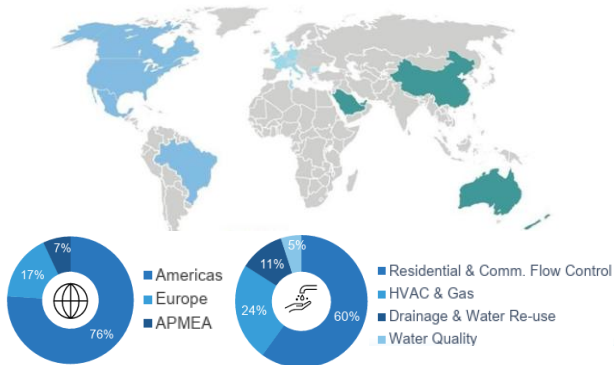 7%
17%
76%
Americas
Europe
APMEA
5%
11%
24%
60%
Residential & Comm. Flow Control
HVAC & Gas
Drainage & Water Re-use
Water Quality